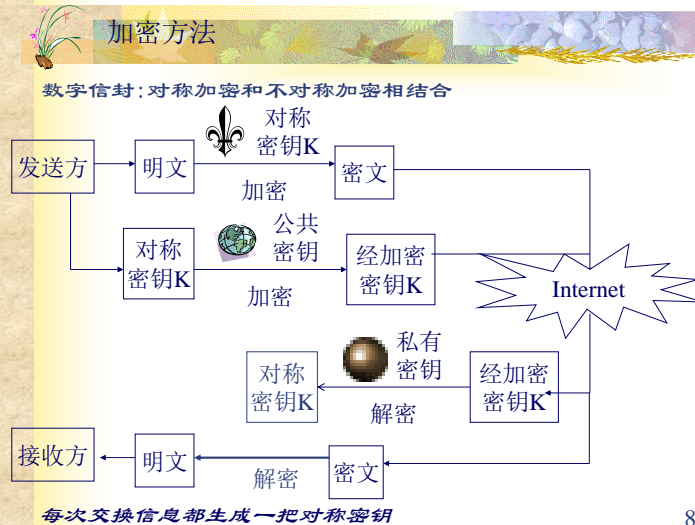 加密方法
数字信封:对称加密和不对称加密相结合
对称
密钥K
发送方
明文
密文
加密
公共
密钥
对称
密钥K
经加密
密钥K
加密
Internet
私有
密钥
对称
密钥K
经加密
密钥K
解密
接收方
明文
密文
解密
每次交换信息都生成一把对称密钥
8